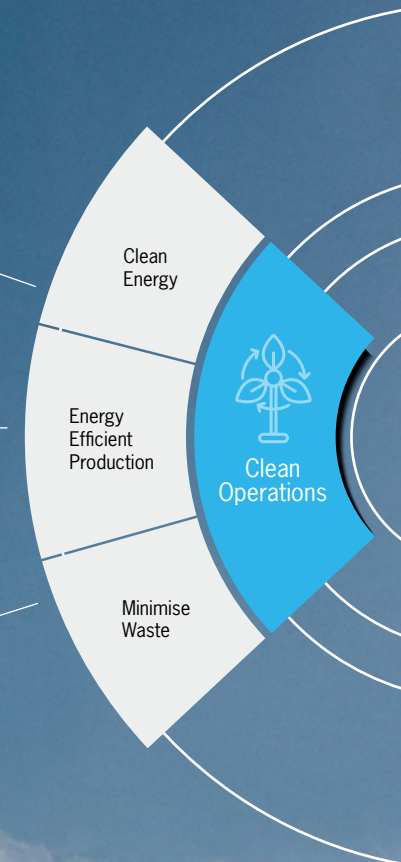 Clean
Energy
Energy
Efficient
Production
Clean
Operations
Minimise
Waste